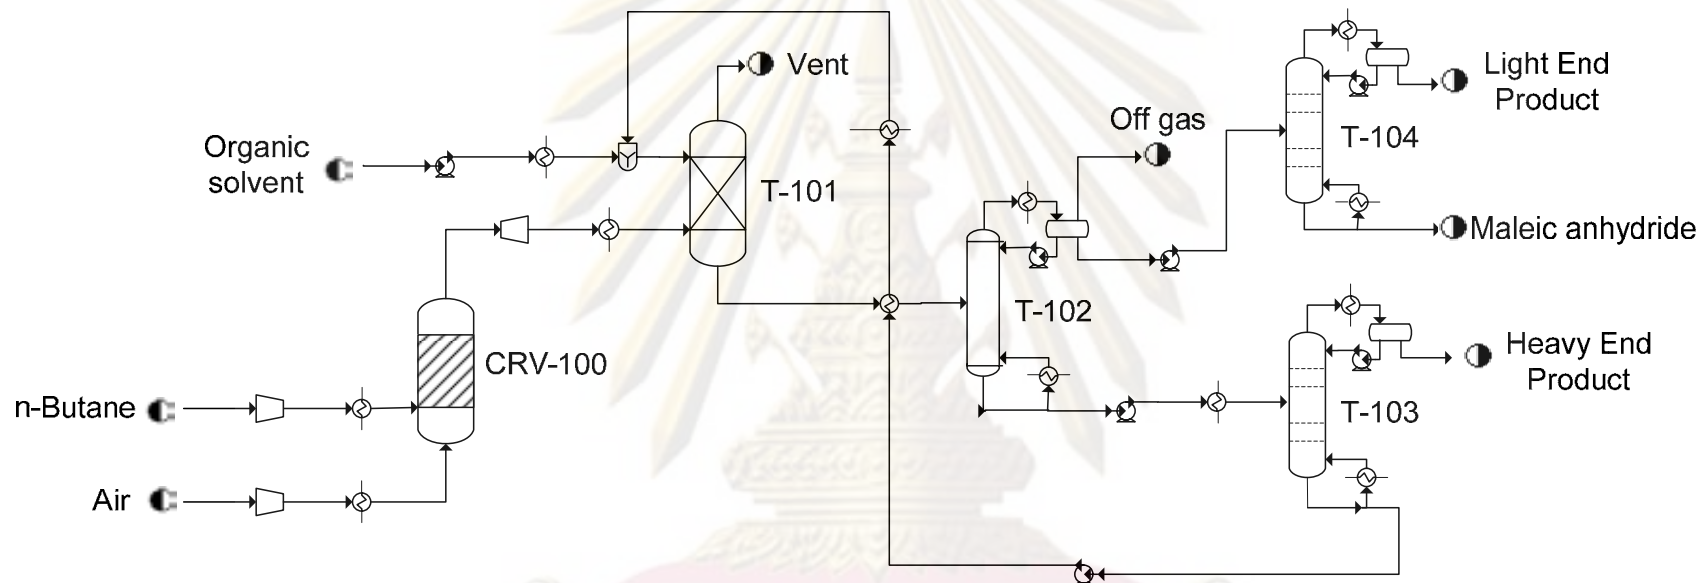 Vent
Organic
solvent
T-101
CRV-100
n-Butane
Air
Off gas
T-102
Light End
Product
T-104
Maleic anhydride
Heavy End
Product
T-103